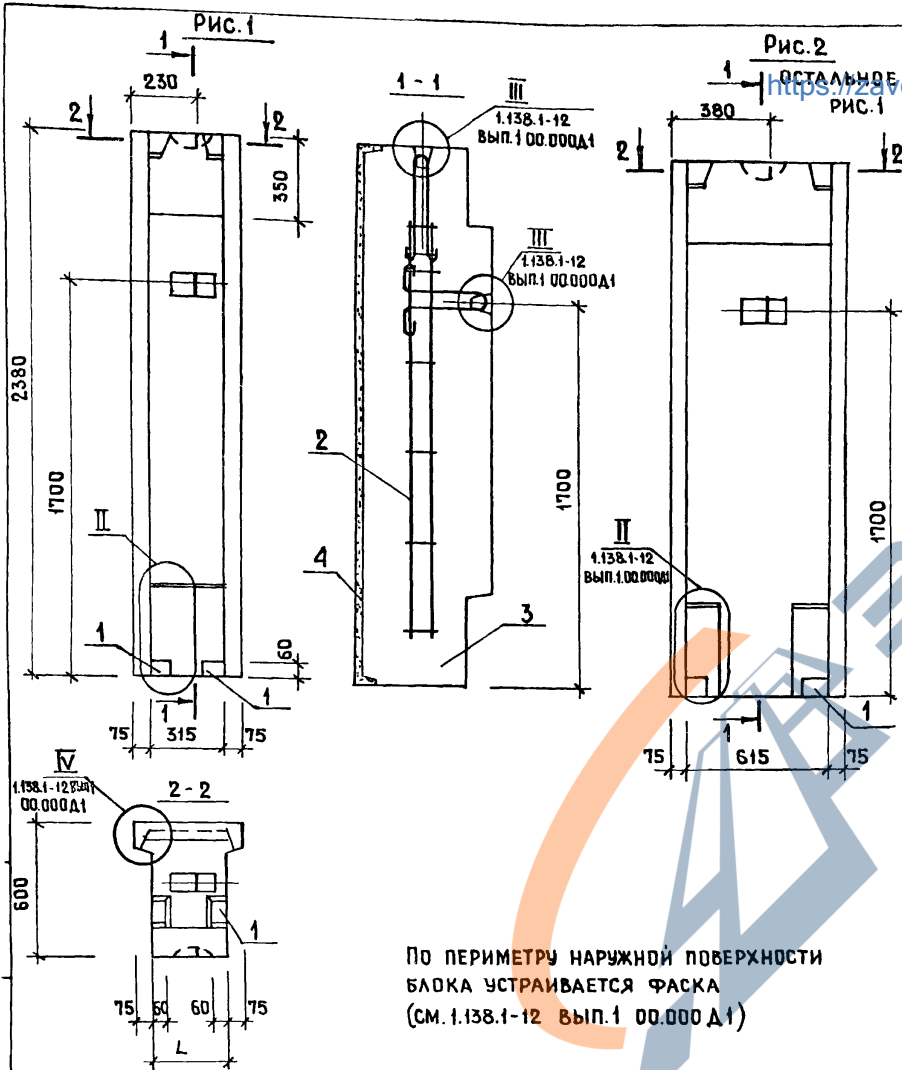 РИС.1
1
230
2
2
2380
350
1700
II
1
1
60
1
75
315
75
1-1
III
1.138.1-12
ВЫП.1 00.000Д1
III
1.138.1-12
ВЫП.1 00.000Д1
2
4
1700
3
РИС.2
1
ОСТАЛЬНОЕ
https://zave
РИС.1
380
2
2
1700
II
1.138.1-12
ВЫП.1.00.000Д1
1
1
75
615
75
IV
1.138.1-12 ВЫП1
00.000Д1
2-2
600
1
75
60
60
75
L
ПО ПЕРИМЕТРУ НАРУЖНОЙ ПОВЕРХНОСТИ
БЛОКА УСТРАИВАЕТСЯ ФАСКА
(СМ.1.138.1-12 ВЫП.1 00.000 Д1)